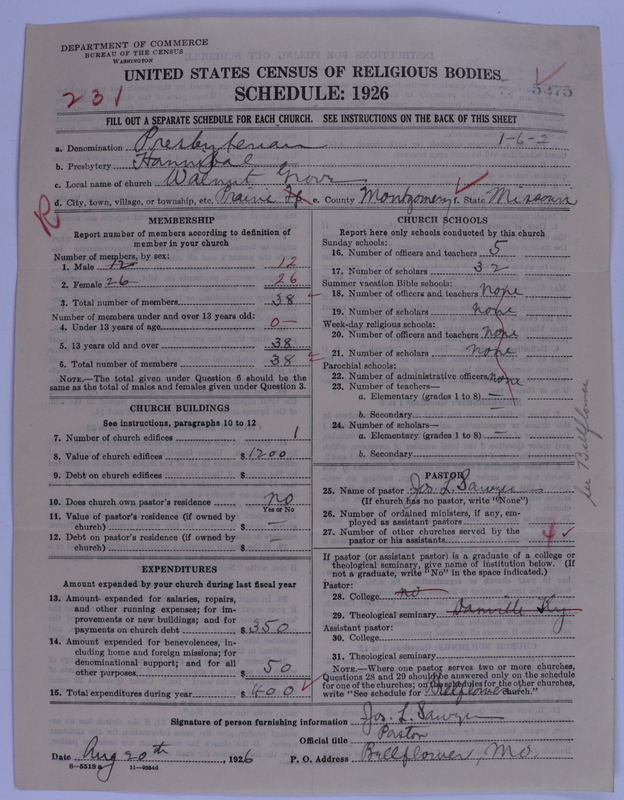 DEPARTMENT OF COMMERCE
BUREAU OF THE CENSUS
WASHINGTON
UNITED STATES CENSUS OF RELIGIOUS BODIES
SCHEDULE: 1926
231
5275
FILL OUT A SEPARATE SCHEDULE FOR EACH CHURCH. SEE INSTRUCTIONS ON THE BACK OF THIS SHEET
1-6-2
a. Denomination Presbyterian
b. Presbytery Hannibal
c. Local name of church Walnut Grove
d. City, town, village, or township, etc. Prairie e. County Montgomery f. State Missouri
R
MEMBERSHIP
Report number of members according to definition of
member in your church
Number of members, by sex:
1. Male 12 12
2. Female 26 26
3. Total number of members 38
Number of members under and over 13 years old:
4. Under 13 years of age 0
5. 13 years old and over 38
6. Total number of members 38
NOTE.—The total given under Question 6 should be the
same as the total of males and females given under Question 3.
CHURCH BUILDINGS
See instructions, paragraphs 10 to 12
7. Number of church edifices 1
8. Value of church edifices $1200
9. Debt on church edifices $
10. Does church own pastor's residence no
Yes or No
11. Value of pastor's residence (if owned by
church) $ —
12. Debt on pastor's residence (if owned by
church) $ —
EXPENDITURES
Amount expended by your church during last fiscal year
13. Amount expended for salaries, repairs,
and other running expenses; for im-
provements or new buildings; and for
payments on church debt $350
14. Amount expended for benevolences, in-
cluding home and foreign missions; for
denominational support; and for all
other purposes $ 50
15. Total expenditures during year $400
CHURCH SCHOOLS
Report here only schools conducted by this church
Sunday schools:
16. Number of officers and teachers 5
17. Number of scholars 32
Summer vacation Bible schools:
18. Number of officers and teachers none
19. Number of scholars none
Week-day religious schools:
20. Number of officers and teachers none
21. Number of scholars none
Parochial schools:
22. Number of administrative officers none
23. Number of teachers—
a. Elementary (grades 1 to 8) —
b. Secondary —
24. Number of scholars—
a. Elementary (grades 1 to 8) —
b. Secondary
see Bellflower
PASTOR
25. Name of pastor Jos. L. Sawyer
(If church has no pastor, write "None")
26. Number of ordained ministers, if any, em-
ployed as assistant pastors
27. Number of other churches served by the
pastor or his assistants 4
If pastor (or assistant pastor) is a graduate of a college or
theological seminary, give name of institution below. (If
not a graduate, write "No" in the space indicated.)
Pastor:
28. College no
29. Theological seminary Danville Ky
Assistant pastor:
30. College
31. Theological seminary
NOTE.—Where one pastor serves two or more churches,
Questions 28 and 29 should be answered only on the schedule
for one of the churches; on the schedules for the other churches,
write "See schedule for Bellflower church."
Signature of person furnishing information Jos. L. Sawyer
Official title Pastor
Date Aug 20th, 1926 P. O. Address Bellflower, Mo.